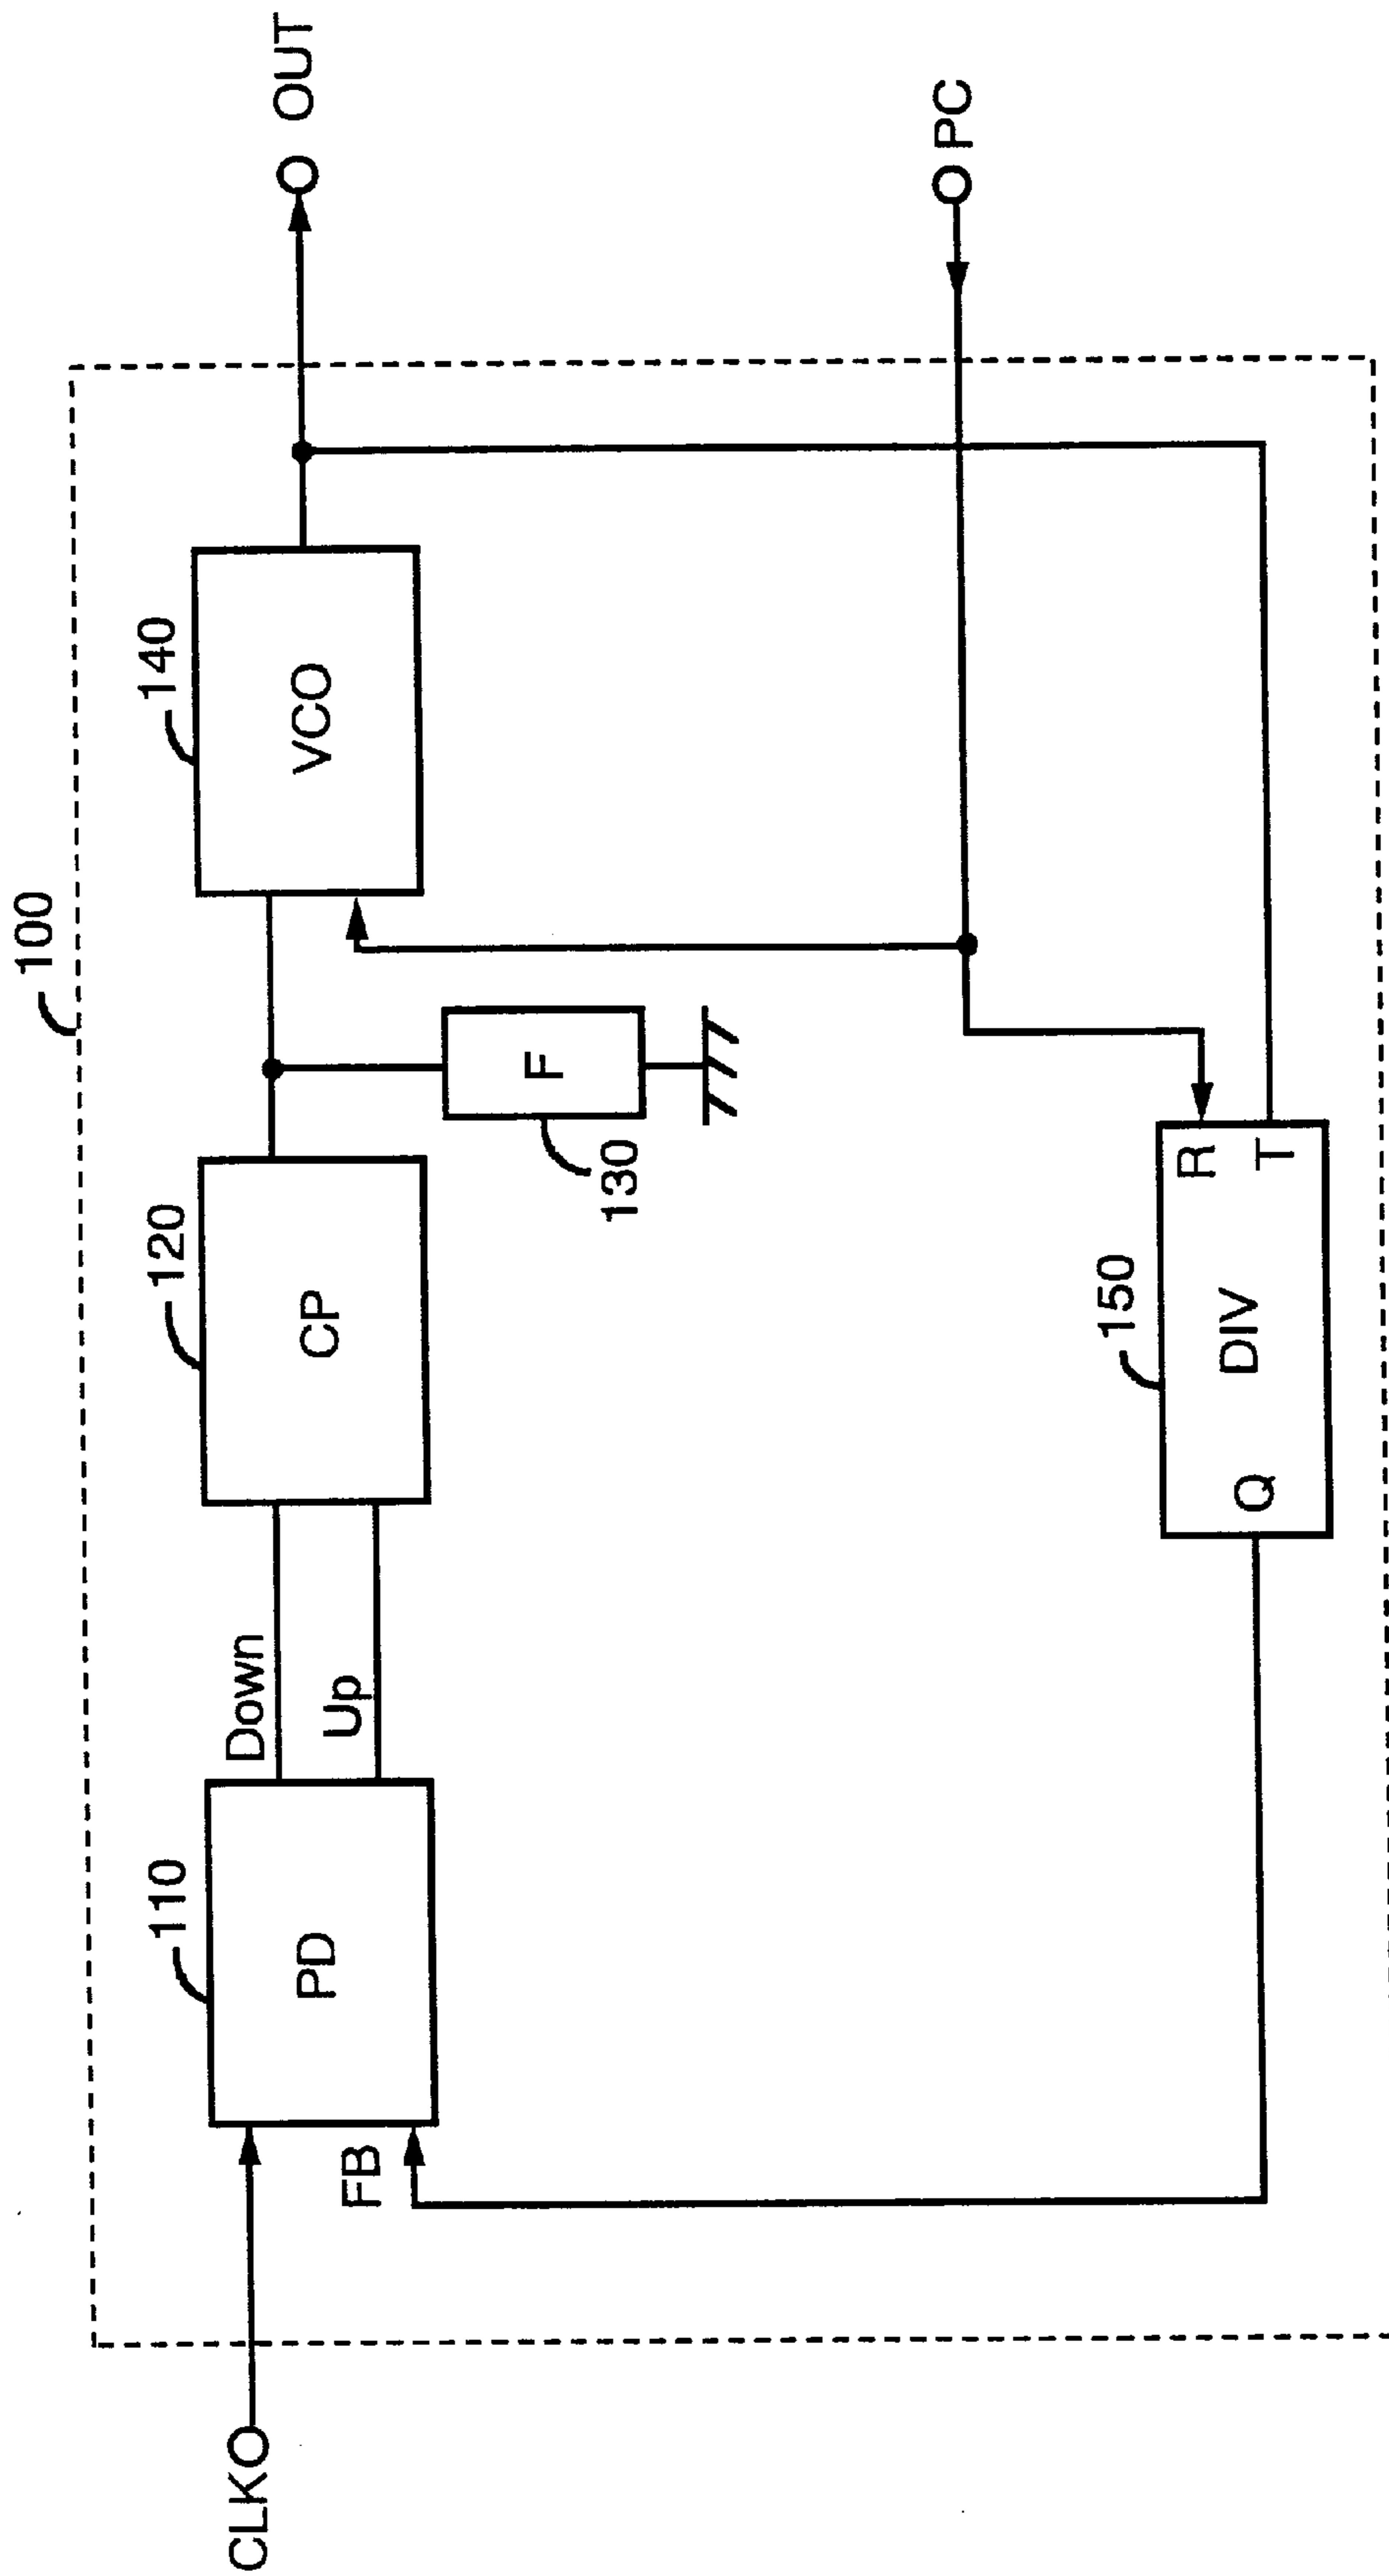 100
110
120
140
CLK
PD
Down
Up
CP
VCO
OUT
FB
F
130
PC
150
Q
DIV
R
T